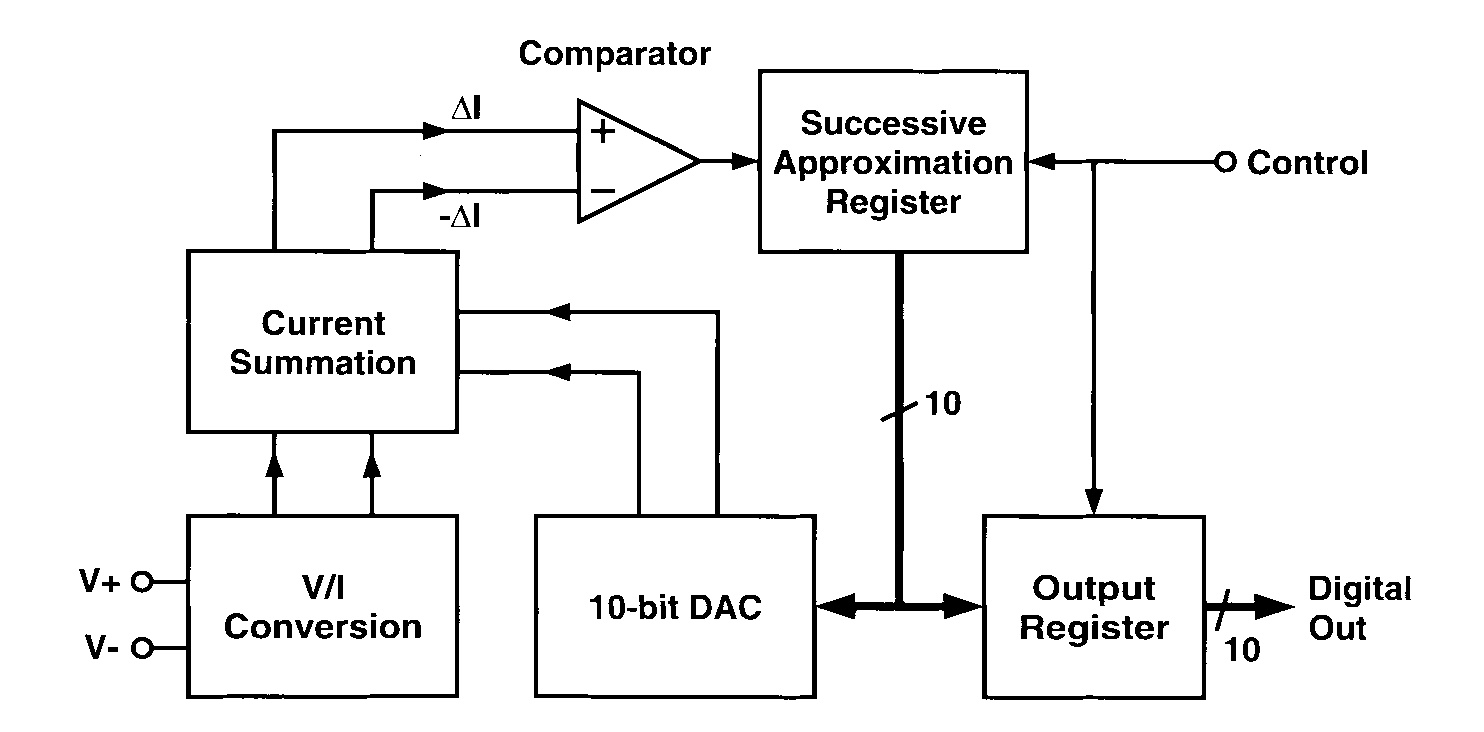 Comparator
ΔI
+
−
-ΔI
Successive
Approximation
Register
Control
Current
Summation
10
V+
V-
V/I
Conversion
10-bit DAC
Output
Register
10
Digital
Out